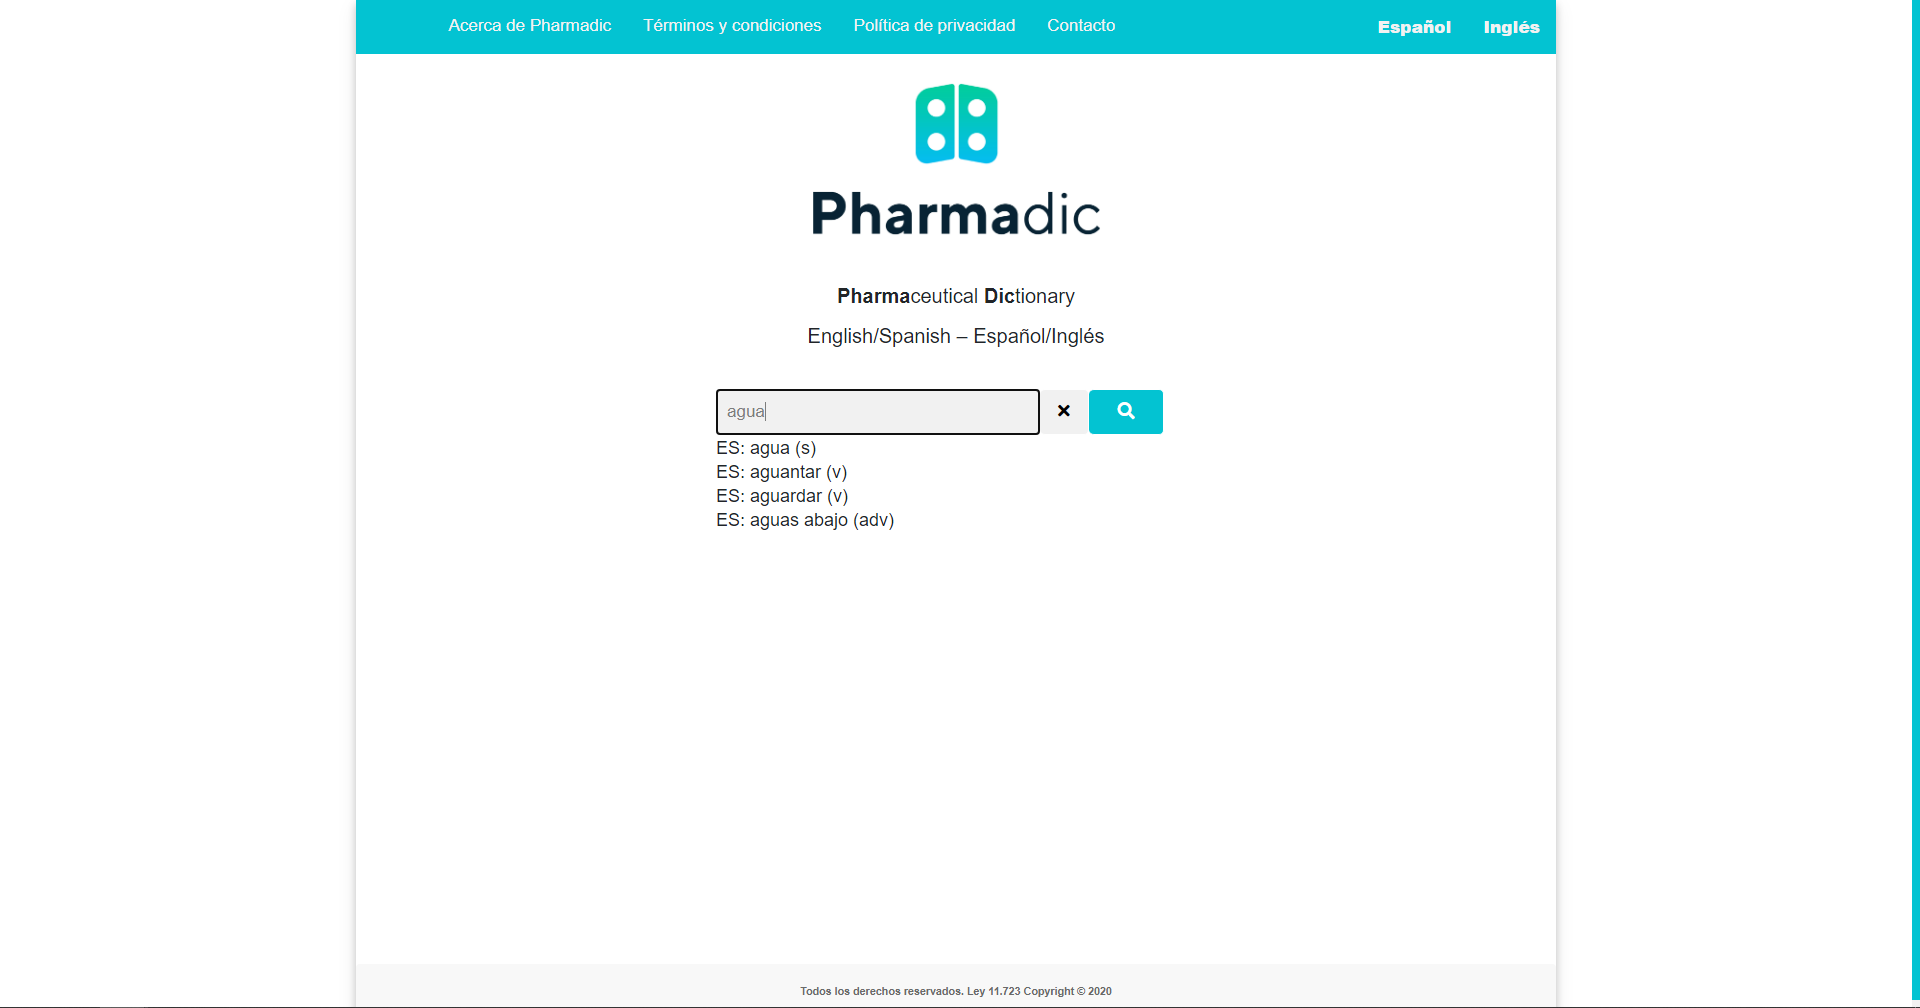 Acerca de Pharmadic Términos y condiciones Política de privacidad Contacto Español Inglés
Pharmadic
Pharmaceutical Dictionary
English/Spanish – Español/Inglés
agua
ES: agua (s)
ES: aguantar (v)
ES: aguardar (v)
ES: aguas abajo (adv)
Todos los derechos reservados. Ley 11.723 Copyright © 2020